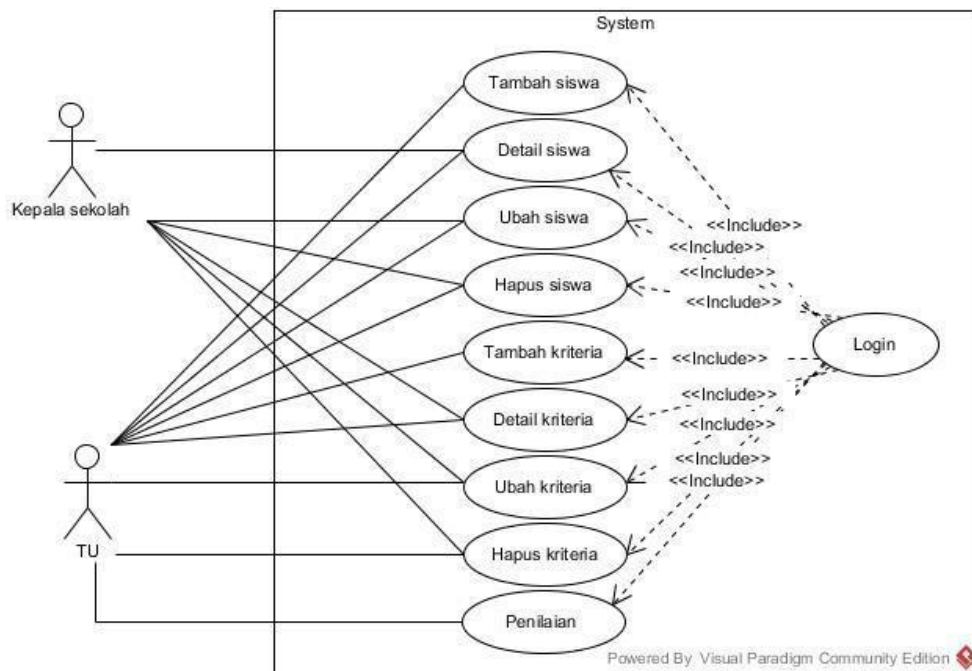 System
Tambah siswa
Detail siswa
Kepala sekolah
Ubah siswa
<<Include>>
<<Include>>
Hapus siswa
<<Include>>
<<Include>>
Login
Tambah kriteria
<<Include>>
Detail kriteria
<<Include>>
<<Include>>
Ubah kriteria
<<Include>>
<<Include>>
TU
Hapus kriteria
Penilaian
Powered By Visual Paradigm Community Edition